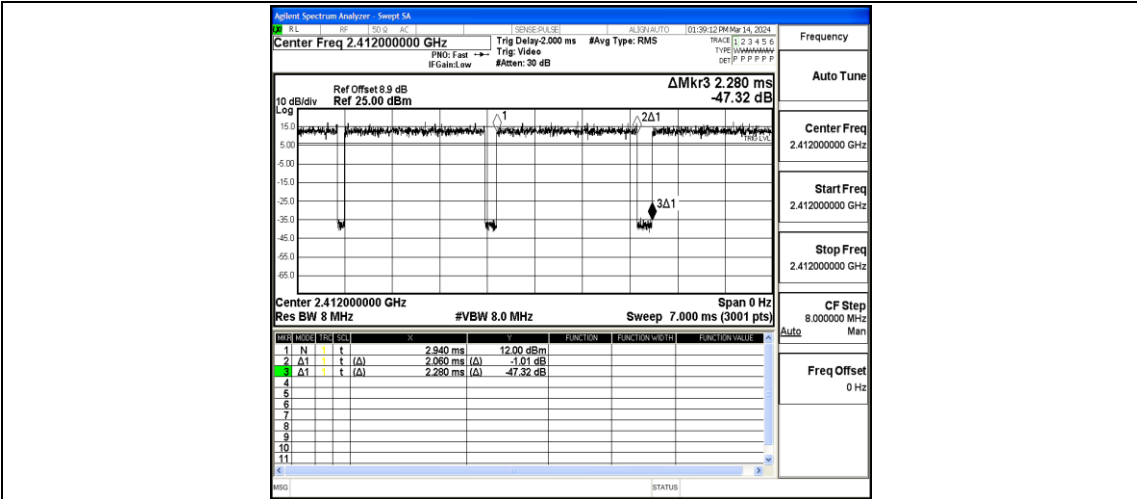 Agilent Spectrum Analyzer - Swept SA
RL RF 50 Ω AC SENSE:PULSE ALIGNAUTO 01:39:12 PM Mar 14, 2024
Center Freq 2.412000000 GHz Trig Delay-2.000 ms #Avg Type: RMS TRACE 1 2 3 4 5 6
PNO: Fast Trig: Video TYPE WWWWWW
IFGain:Low #Atten: 30 dB DET P P P P P P
Frequency
Auto Tune
ΔMkr3 2.280 ms
-47.32 dB
Ref Offset 8.9 dB
10 dB/div Ref 25.00 dBm
Log
15.0
5.00
-5.00
-15.0
-25.0
-35.0
-45.0
-55.0
-65.0
1
2Δ1
3Δ1
TRIG LVL
Center Freq
2.412000000 GHz
Start Freq
2.412000000 GHz
Stop Freq
2.412000000 GHz
Center 2.412000000 GHz Span 0 Hz
Res BW 8 MHz #VBW 8.0 MHz Sweep 7.000 ms (3001 pts)
CF Step
8.000000 MHz
Auto Man
MKR MODE TRC SCL X Y FUNCTION FUNCTION WIDTH FUNCTION VALUE
1 N 1 t 2.940 ms 12.00 dBm
2 Δ1 1 t (Δ) 2.060 ms (Δ) -1.01 dB
3 Δ1 1 t (Δ) 2.280 ms (Δ) -47.32 dB
4
5
6
7
8
9
10
11
Freq Offset
0 Hz
MSG STATUS